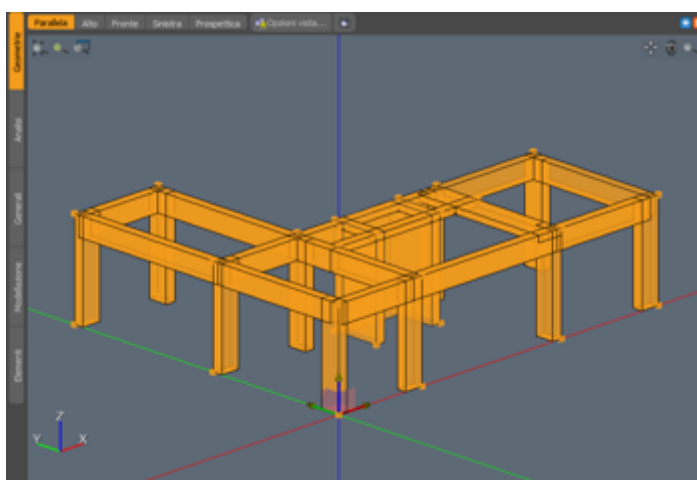 Parallela Alto Fronte Sinistra Prospettica Opzioni vista...
Geometrie
Analisi
Generali
Modellazione
Elementi
Z
Y X